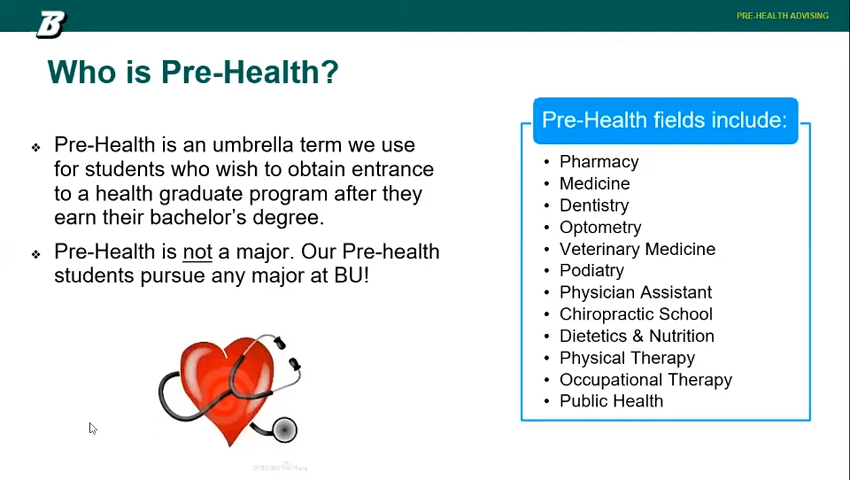 B
PRE-HEALTH ADVISING
Who is Pre-Health?
❖ Pre-Health is an umbrella term we use
for students who wish to obtain entrance
to a health graduate program after they
earn their bachelor’s degree.
❖ Pre-Health is not a major. Our Pre-health
students pursue any major at BU!
Pre-Health fields include:
• Pharmacy
• Medicine
• Dentistry
• Optometry
• Veterinary Medicine
• Podiatry
• Physician Assistant
• Chiropractic School
• Dietetics & Nutrition
• Physical Therapy
• Occupational Therapy
• Public Health